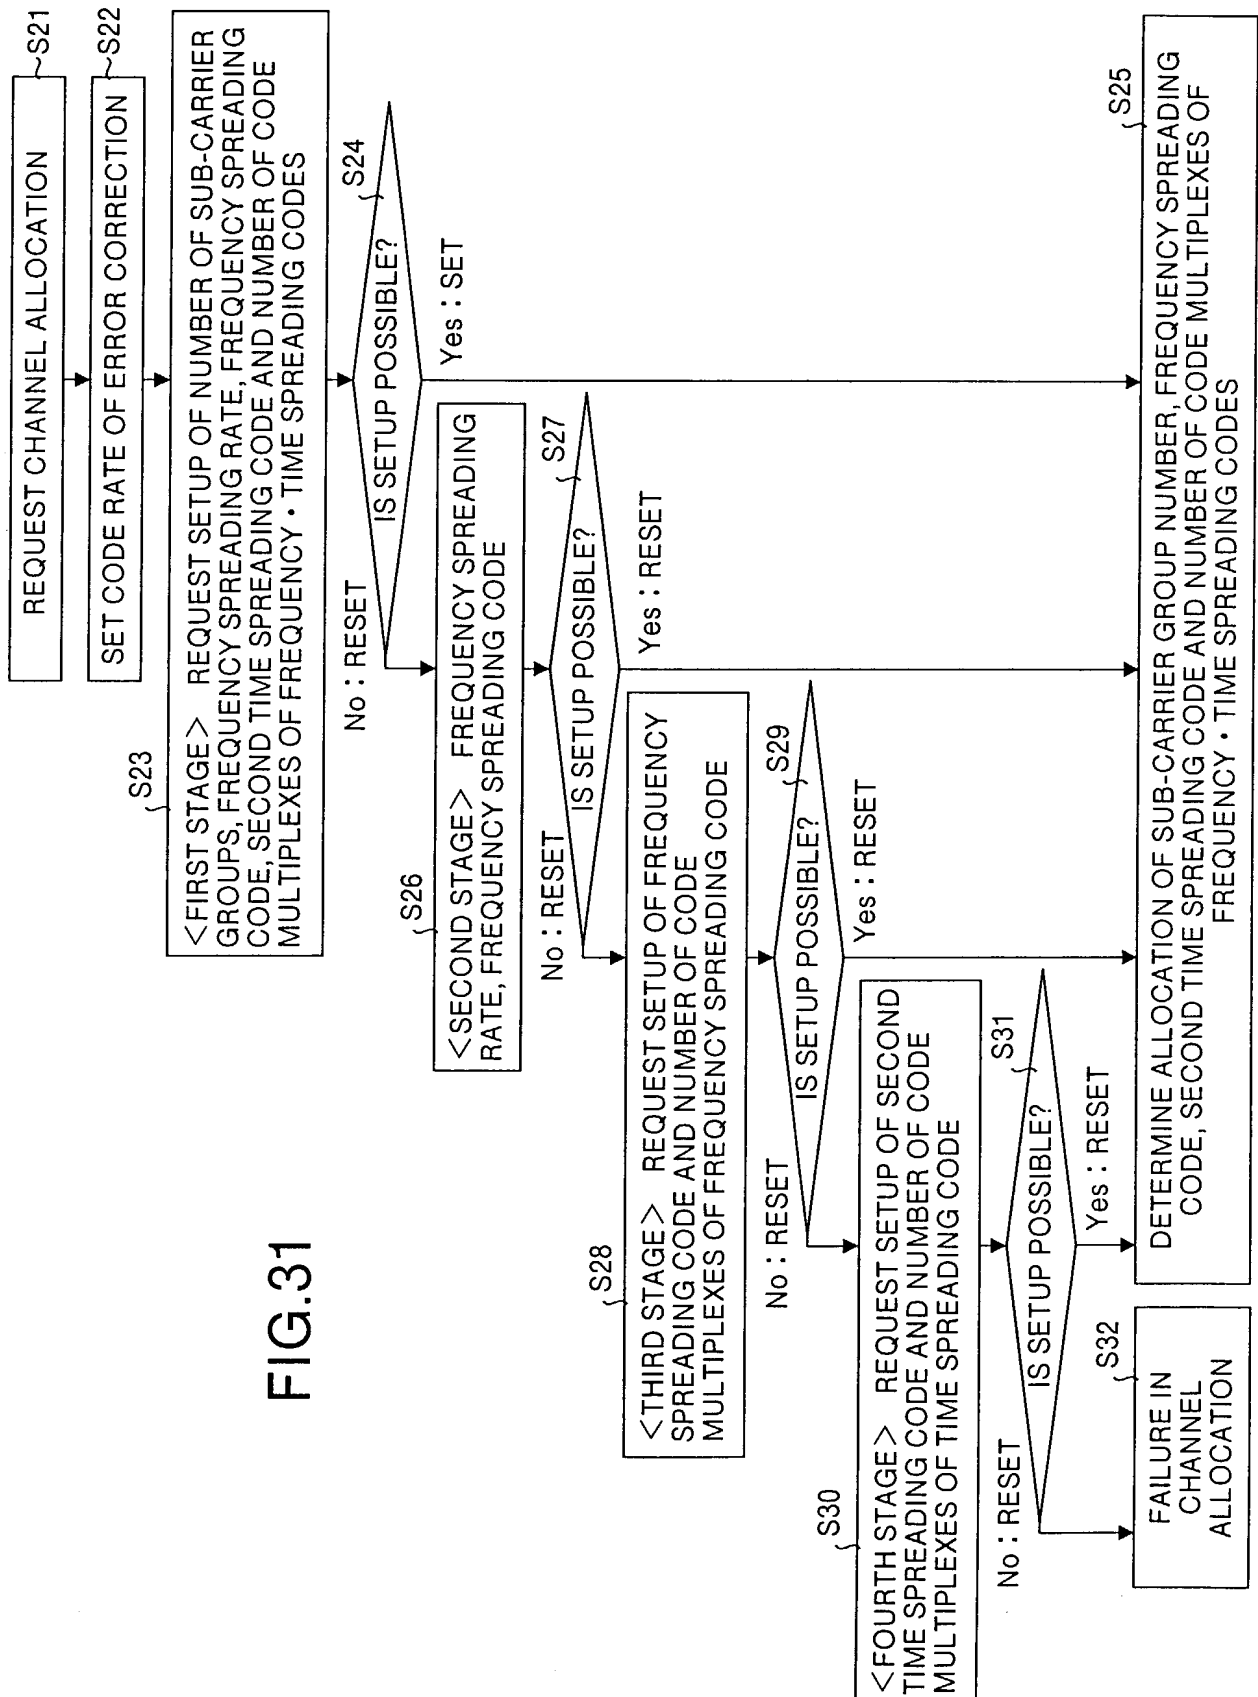 FIG.31
REQUEST CHANNEL ALLOCATION
S21
SET CODE RATE OF ERROR CORRECTION
S22
S23
<FIRST STAGE> REQUEST SETUP OF NUMBER OF SUB-CARRIER
GROUPS, FREQUENCY SPREADING RATE, FREQUENCY SPREADING
CODE, SECOND TIME SPREADING CODE AND NUMBER OF CODE
MULTIPLEXES OF FREQUENCY・TIME SPREADING CODES
S24
IS SETUP POSSIBLE?
No : RESET
Yes : SET
S26
<SECOND STAGE> FREQUENCY SPREADING
RATE, FREQUENCY SPREADING CODE
S27
IS SETUP POSSIBLE?
No : RESET
Yes : RESET
S28
<THIRD STAGE> REQUEST SETUP OF FREQUENCY
SPREADING CODE AND NUMBER OF CODE
MULTIPLEXES OF FREQUENCY SPREADING CODE
S29
IS SETUP POSSIBLE?
No : RESET
Yes : RESET
S30
<FOURTH STAGE> REQUEST SETUP OF SECOND
TIME SPREADING CODE AND NUMBER OF CODE
MULTIPLEXES OF TIME SPREADING CODE
S31
IS SETUP POSSIBLE?
No : RESET
Yes : RESET
S32
FAILURE IN
CHANNEL
ALLOCATION
S25
DETERMINE ALLOCATION OF SUB-CARRIER GROUP NUMBER, FREQUENCY SPREADING
CODE, SECOND TIME SPREADING CODE AND NUMBER OF CODE MULTIPLEXES OF
FREQUENCY・TIME SPREADING CODES